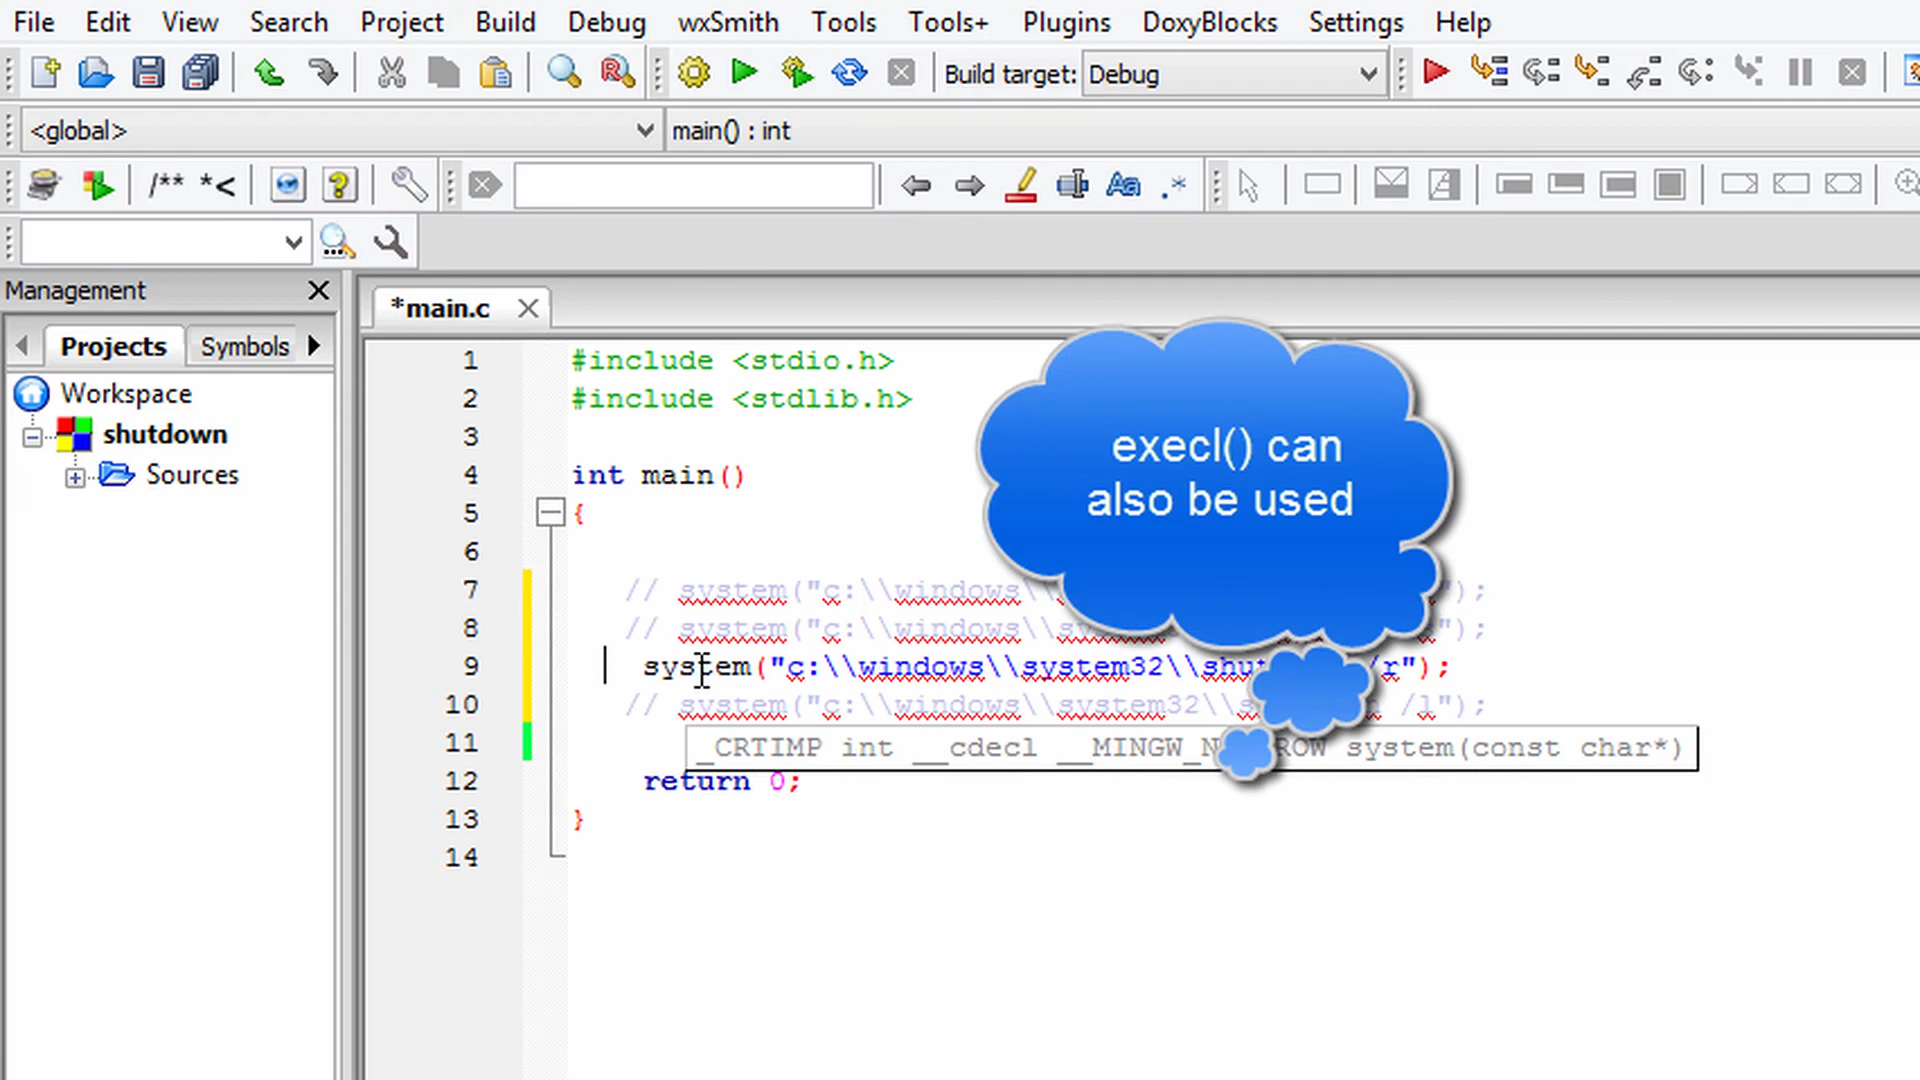 File Edit View Search Project Build Debug wxSmith Tools Tools+ Plugins DoxyBlocks Settings Help
Build target: Debug
<global> main() : int
/** *<
Management
*main.c
Projects Symbols
Workspace
shutdown
Sources
1 #include <stdio.h>
2 #include <stdlib.h>
3
4 int main()
5 {
6
execl() can
also be used
7 // system("c:\\windows\\ ");
8 // system("c:\\windows\\ ");
9 system("c:\\windows\\system32\\ /r");
10 // system("c:\\windows\\system32\\ /l");
11 _CRTIMP int __cdecl system(const char*)
12 return 0;
13 }
14